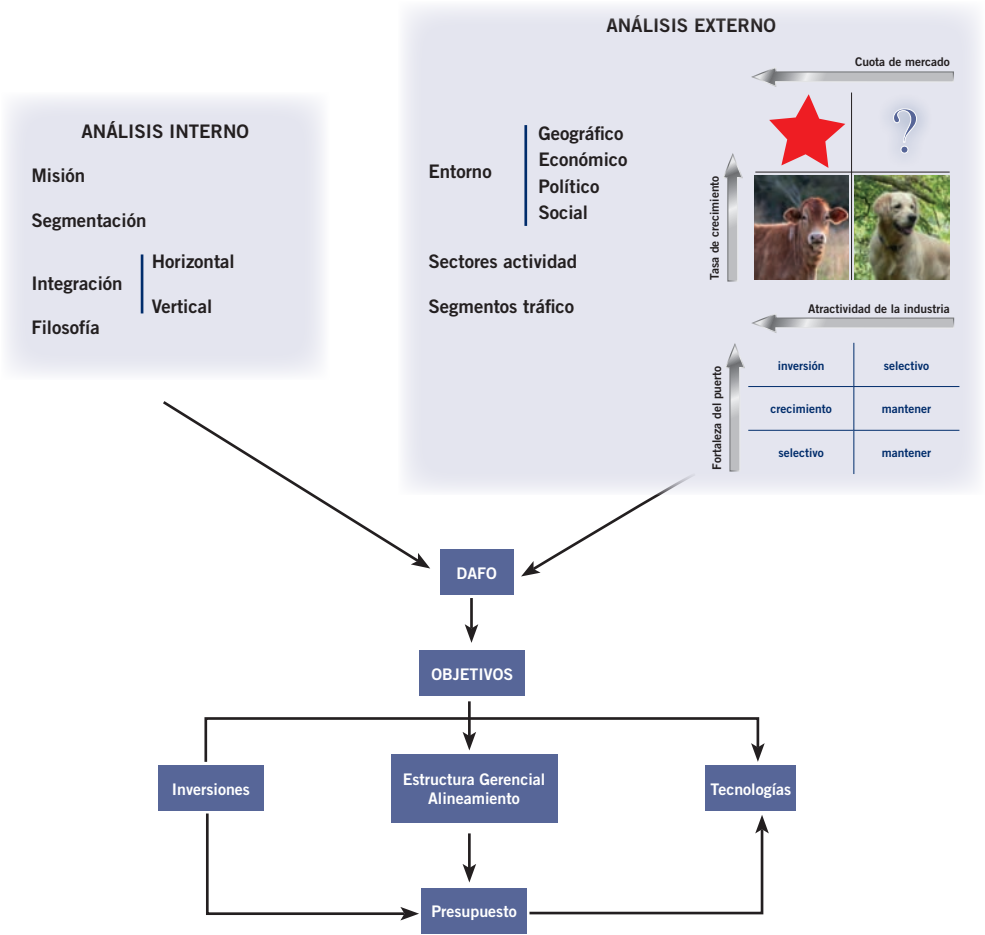 ANÁLISIS INTERNO
Misión
Segmentación
Integración
Horizontal
Vertical
Filosofía
ANÁLISIS EXTERNO
Entorno
Geográfico
Económico
Político
Social
Sectores actividad
Segmentos tráfico
Cuota de mercado
Tasa de crecimiento
?
Atractividad de la industria
Fortaleza del puerto
inversión
selectivo
crecimiento
mantener
selectivo
mantener
DAFO
OBJETIVOS
Inversiones
Estructura Gerencial
Alineamiento
Tecnologías
Presupuesto